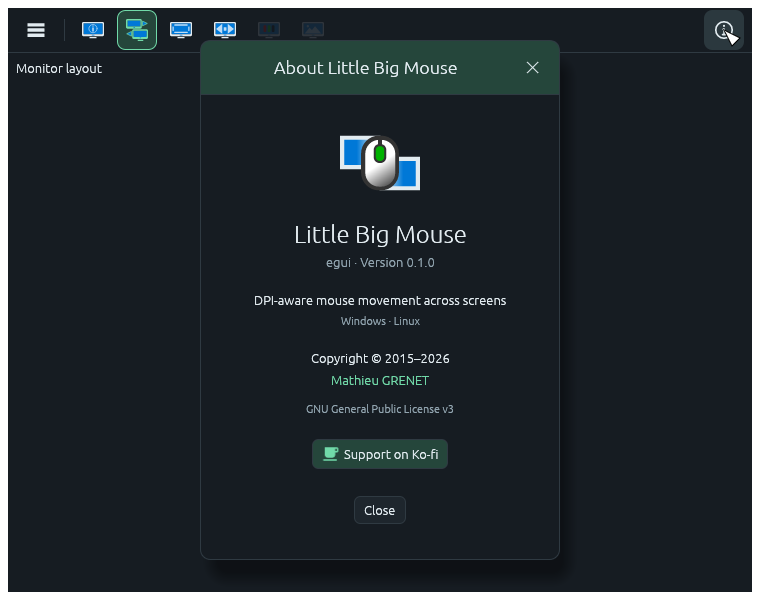 Monitor layout
About Little Big Mouse
Little Big Mouse
egui · Version 0.1.0
DPI-aware mouse movement across screens
Windows · Linux
Copyright © 2015–2026
Mathieu GRENET
GNU General Public License v3
Support on Ko-fi
Close